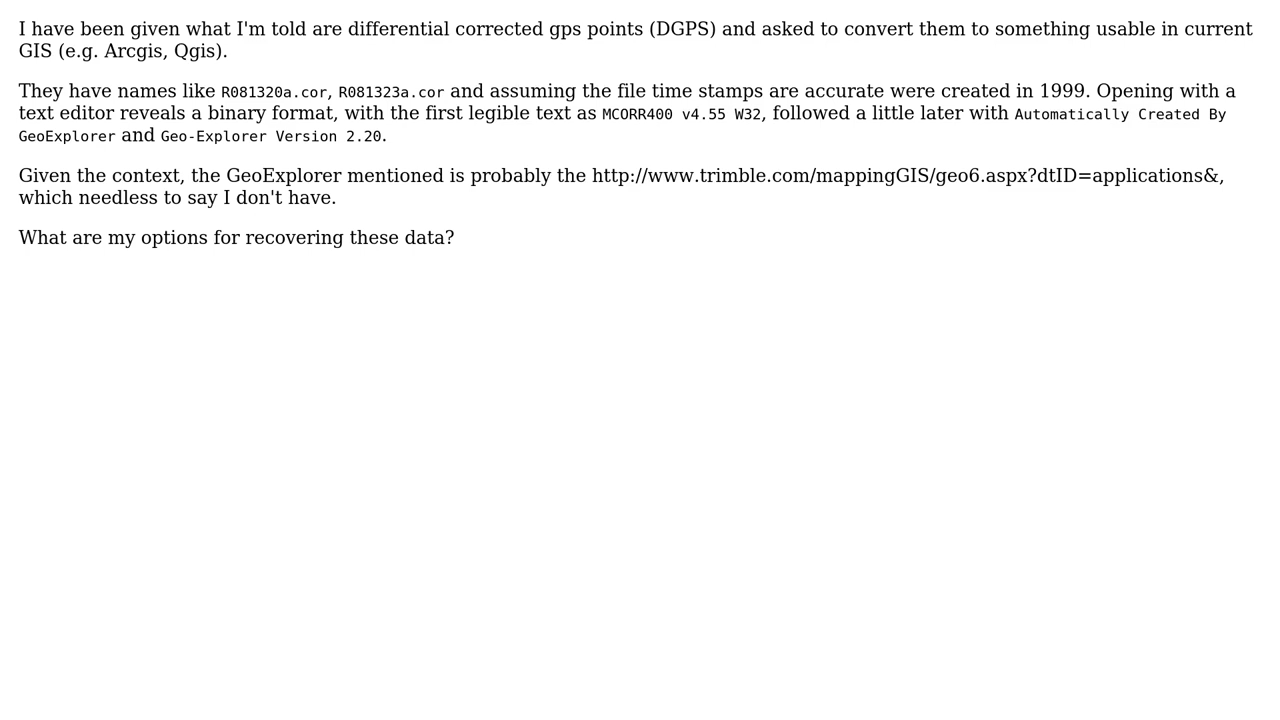 I have been given what I'm told are differential corrected gps points (DGPS) and asked to convert them to something usable in current
GIS (e.g. Arcgis, Qgis).
They have names like R081320a.cor, R081323a.cor and assuming the file time stamps are accurate were created in 1999. Opening with a
text editor reveals a binary format, with the first legible text as MCORR400 v4.55 W32, followed a little later with Automatically Created By
GeoExplorer and Geo-Explorer Version 2.20.
Given the context, the GeoExplorer mentioned is probably the http://www.trimble.com/mappingGIS/geo6.aspx?dtID=applications&,
which needless to say I don't have.
What are my options for recovering these data?